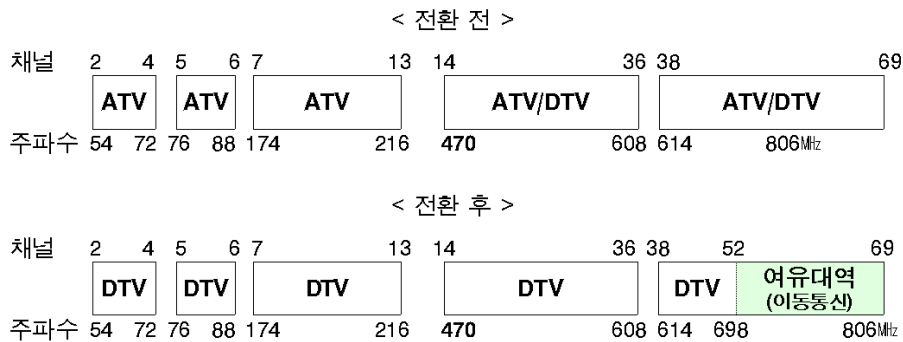 < 전환 전 >
채널 2 4 5 6 7 13 14 36 38 69
ATV ATV ATV ATV/DTV ATV/DTV
주파수 54 72 76 88 174 216 470 608 614 806㎒
< 전환 후 >
채널 2 4 5 6 7 13 14 36 38 52 69
DTV DTV DTV DTV DTV 여유대역
(이동통신)
주파수 54 72 76 88 174 216 470 608 614 698 806㎒